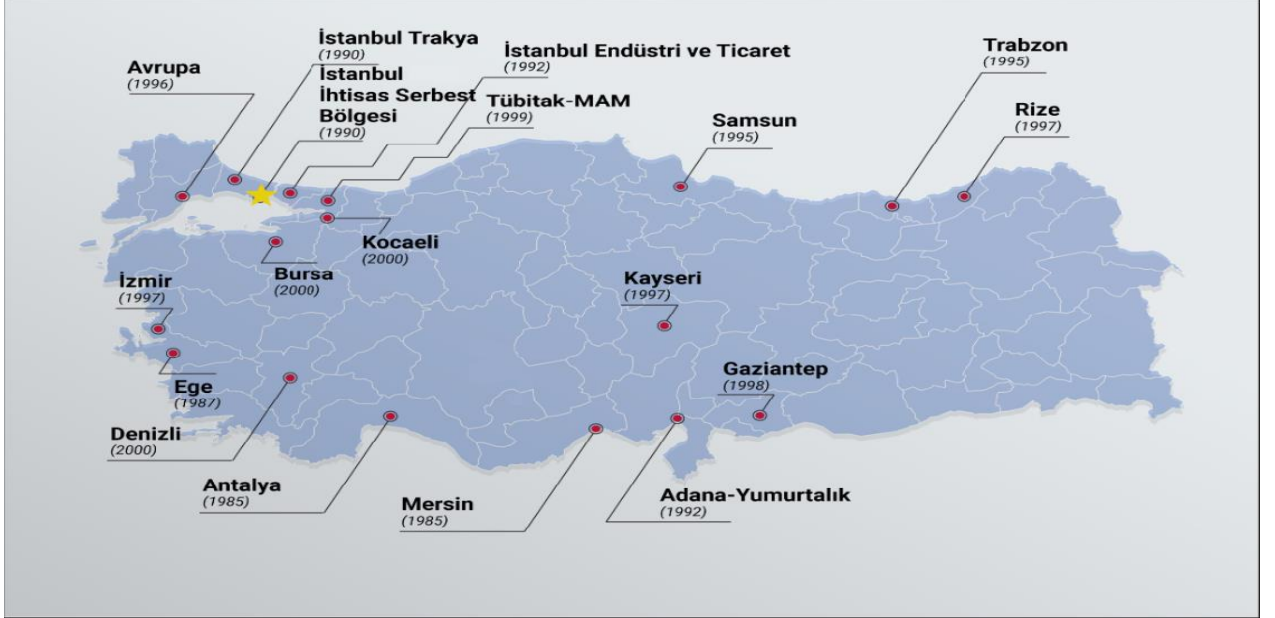 İstanbul Trakya
(1990)
İstanbul
İhtisas Serbest
Bölgesi
(1990)
Avrupa
(1996)
İstanbul Endüstri ve Ticaret
(1992)
Tübitak-MAM
(1999)
Samsun
(1995)
Trabzon
(1995)
Rize
(1997)
Kocaeli
(2000)
Bursa
(2000)
İzmir
(1997)
Kayseri
(1997)
Ege
(1987)
Gaziantep
(1998)
Denizli
(2000)
Antalya
(1985)
Mersin
(1985)
Adana-Yumurtalık
(1992)